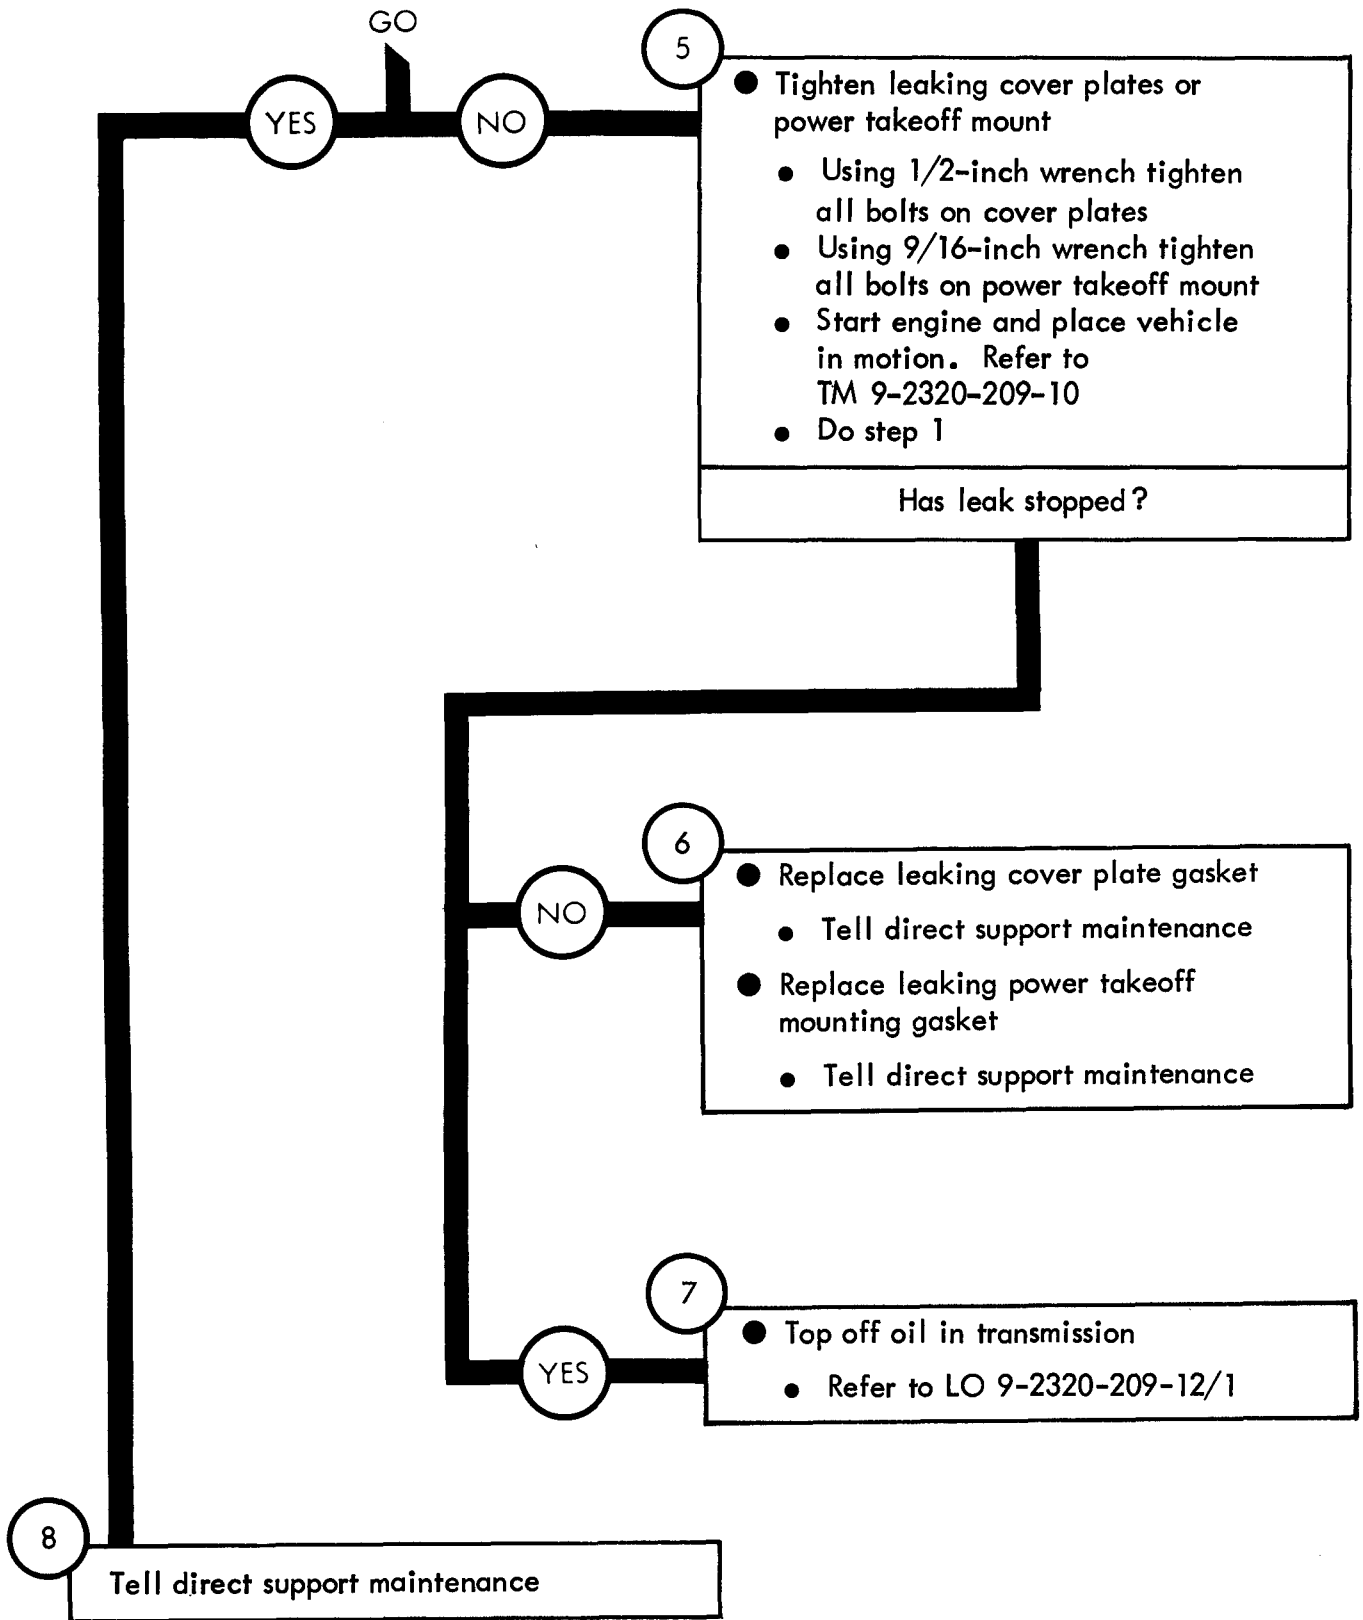 GO
YES
NO
5
● Tighten leaking cover plates or
power takeoff mount
● Using 1/2-inch wrench tighten
all bolts on cover plates
● Using 9/16-inch wrench tighten
all bolts on power takeoff mount
● Start engine and place vehicle
in motion. Refer to
TM 9-2320-209-10
● Do step 1
Has leak stopped?
6
NO
● Replace leaking cover plate gasket
● Tell direct support maintenance
● Replace leaking power takeoff
mounting gasket
● Tell direct support maintenance
7
YES
● Top off oil in transmission
● Refer to LO 9-2320-209-12/1
8
Tell direct support maintenance